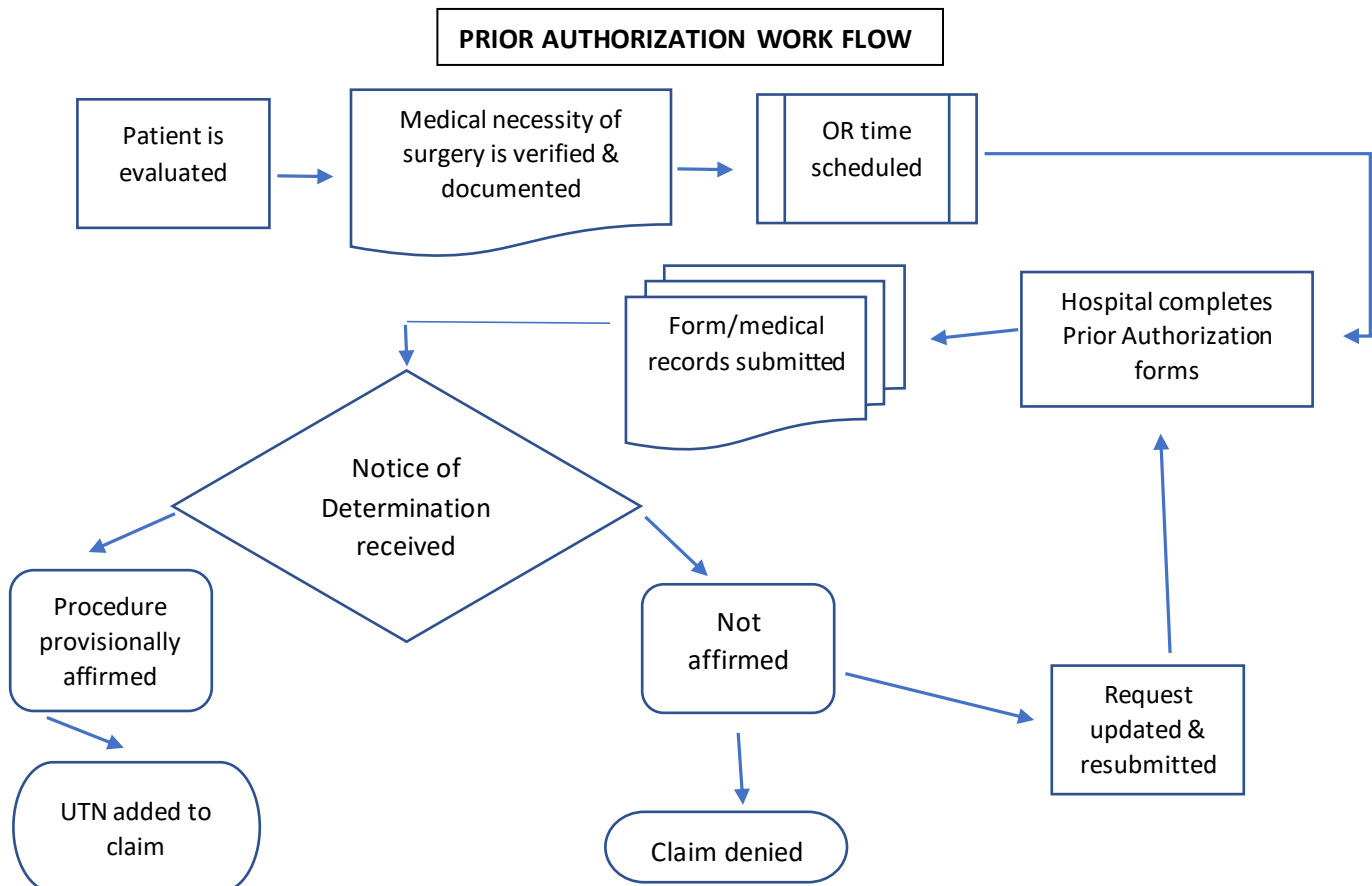 PRIOR AUTHORIZATION WORK FLOW
Patient is
evaluated
Medical necessity of
surgery is verified &
documented
OR time
scheduled
Hospital completes
Prior Authorization
forms
Form/medical
records submitted
Notice of
Determination
received
Procedure
provisionally
affirmed
Not
affirmed
Request
updated &
resubmitted
UTN added to
claim
Claim denied